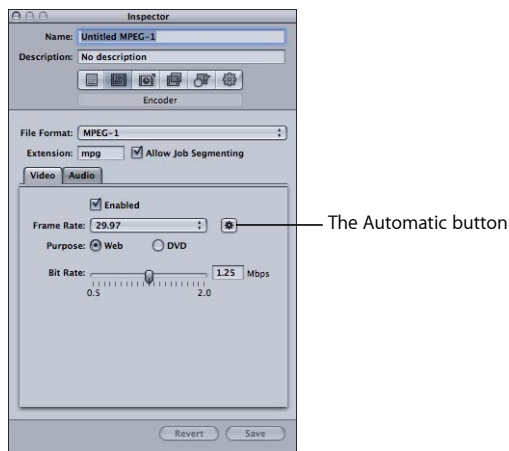 Inspector
Name: Untitled MPEG-1
Description: No description
Encoder
File Format: MPEG-1
Extension: mpg Allow Job Segmenting
Video Audio
Enabled
Frame Rate: 29.97
The Automatic button
Purpose: Web DVD
Bit Rate: 1.25 Mbps
0.5 2.0
Revert Save